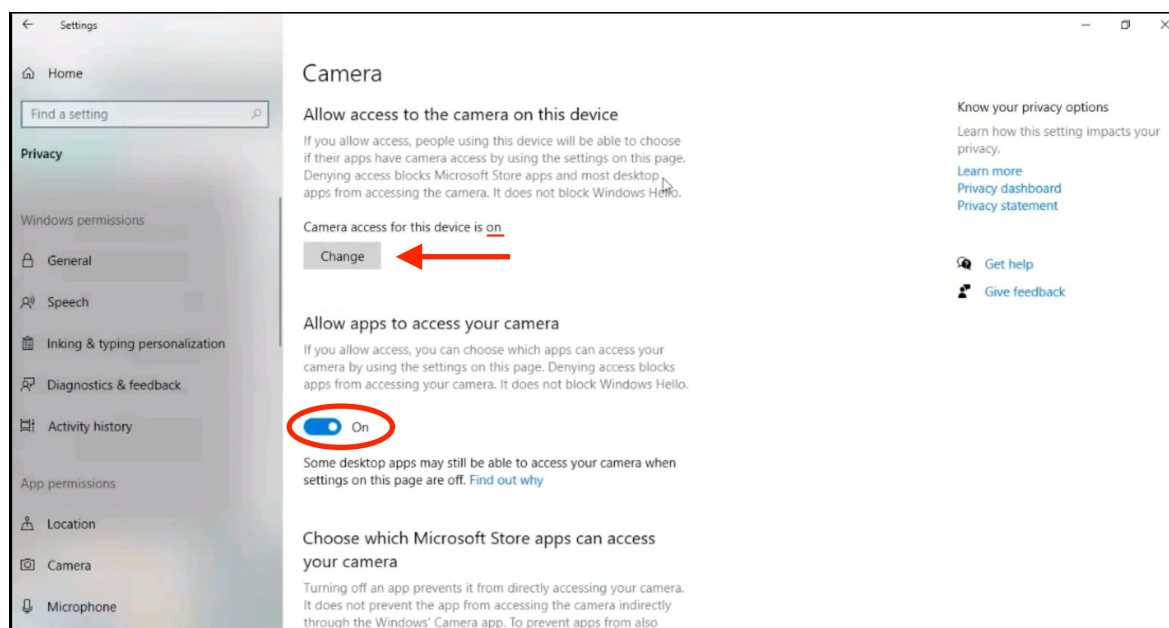 Settings
Home
Find a setting
Privacy
Windows permissions
General
Speech
Inking & typing personalization
Diagnostics & feedback
Activity history
App permissions
Location
Camera
Microphone
Camera
Allow access to the camera on this device
If you allow access, people using this device will be able to choose
if their apps have camera access by using the settings on this page.
Denying access blocks Microsoft Store apps and most desktop
apps from accessing the camera. It does not block Windows Hello.
Camera access for this device is on
Change
Allow apps to access your camera
If you allow access, you can choose which apps can access your
camera by using the settings on this page. Denying access blocks
apps from accessing your camera. It does not block Windows Hello.
On
Some desktop apps may still be able to access your camera when
settings on this page are off. Find out why
Choose which Microsoft Store apps can access
your camera
Turning off an app prevents it from directly accessing your camera.
It does not prevent the app from accessing the camera indirectly
through the Windows' Camera app. To prevent apps from also
Know your privacy options
Learn how this setting impacts your
privacy.
Learn more
Privacy dashboard
Privacy statement
Get help
Give feedback